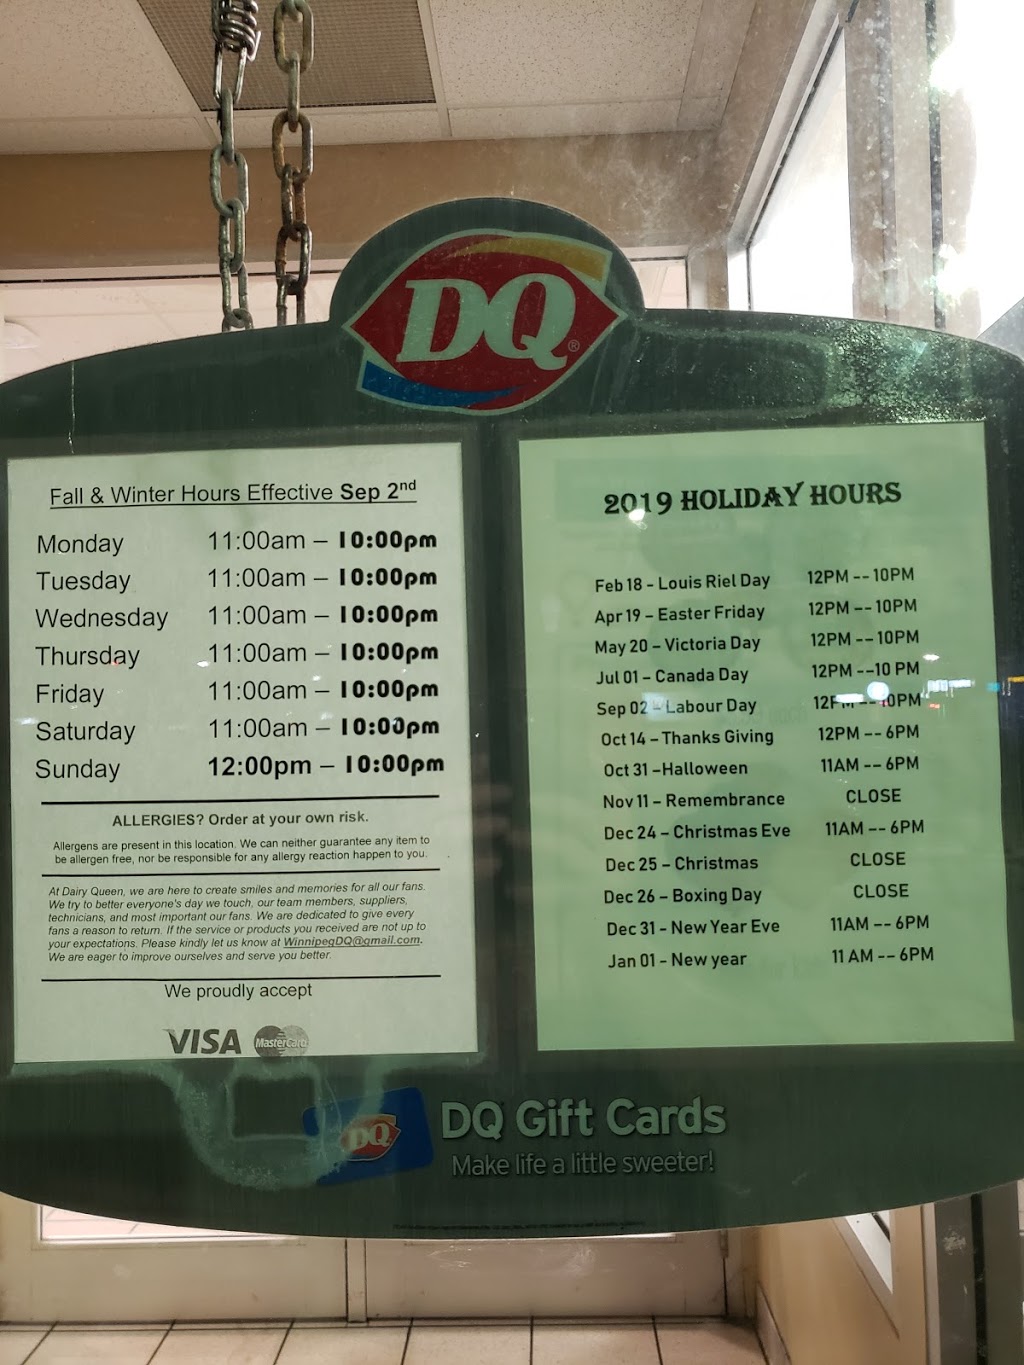 DQ®
Fall & Winter Hours Effective Sep 2nd
Monday 11:00am – 10:00pm
Tuesday 11:00am – 10:00pm
Wednesday 11:00am – 10:00pm
Thursday 11:00am – 10:00pm
Friday 11:00am – 10:00pm
Saturday 11:00am – 10:00pm
Sunday 12:00pm – 10:00pm
ALLERGIES? Order at your own risk.
Allergens are present in this location. We can neither guarantee any item to
be allergen free, nor be responsible for any allergy reaction happen to you.
At Dairy Queen, we are here to create smiles and memories for all our fans.
We try to better everyone's day we touch, our team members, suppliers,
technicians, and most important our fans. We are dedicated to give every
fans a reason to return. If the service or products you received are not up to
your expectations. Please kindly let us know at WinnipegDQ@gmail.com.
We are eager to improve ourselves and serve you better.
We proudly accept
VISA MasterCard
2019 HOLIDAY HOURS
Feb 18 - Louis Riel Day 12PM -- 10PM
Apr 19 – Easter Friday 12PM -- 10PM
May 20 – Victoria Day 12PM -- 10PM
Jul 01 – Canada Day 12PM --10 PM
Sep 02 – Labour Day 12PM -- 10PM
Oct 14 – Thanks Giving 12PM -- 6PM
Oct 31 –Halloween 11AM -- 6PM
Nov 11 – Remembrance CLOSE
Dec 24 – Christmas Eve 11AM -- 6PM
Dec 25 – Christmas CLOSE
Dec 26 – Boxing Day CLOSE
Dec 31 - New Year Eve 11AM -- 6PM
Jan 01 - New year 11 AM -- 6PM
DQ
DQ Gift Cards
Make life a little sweeter!